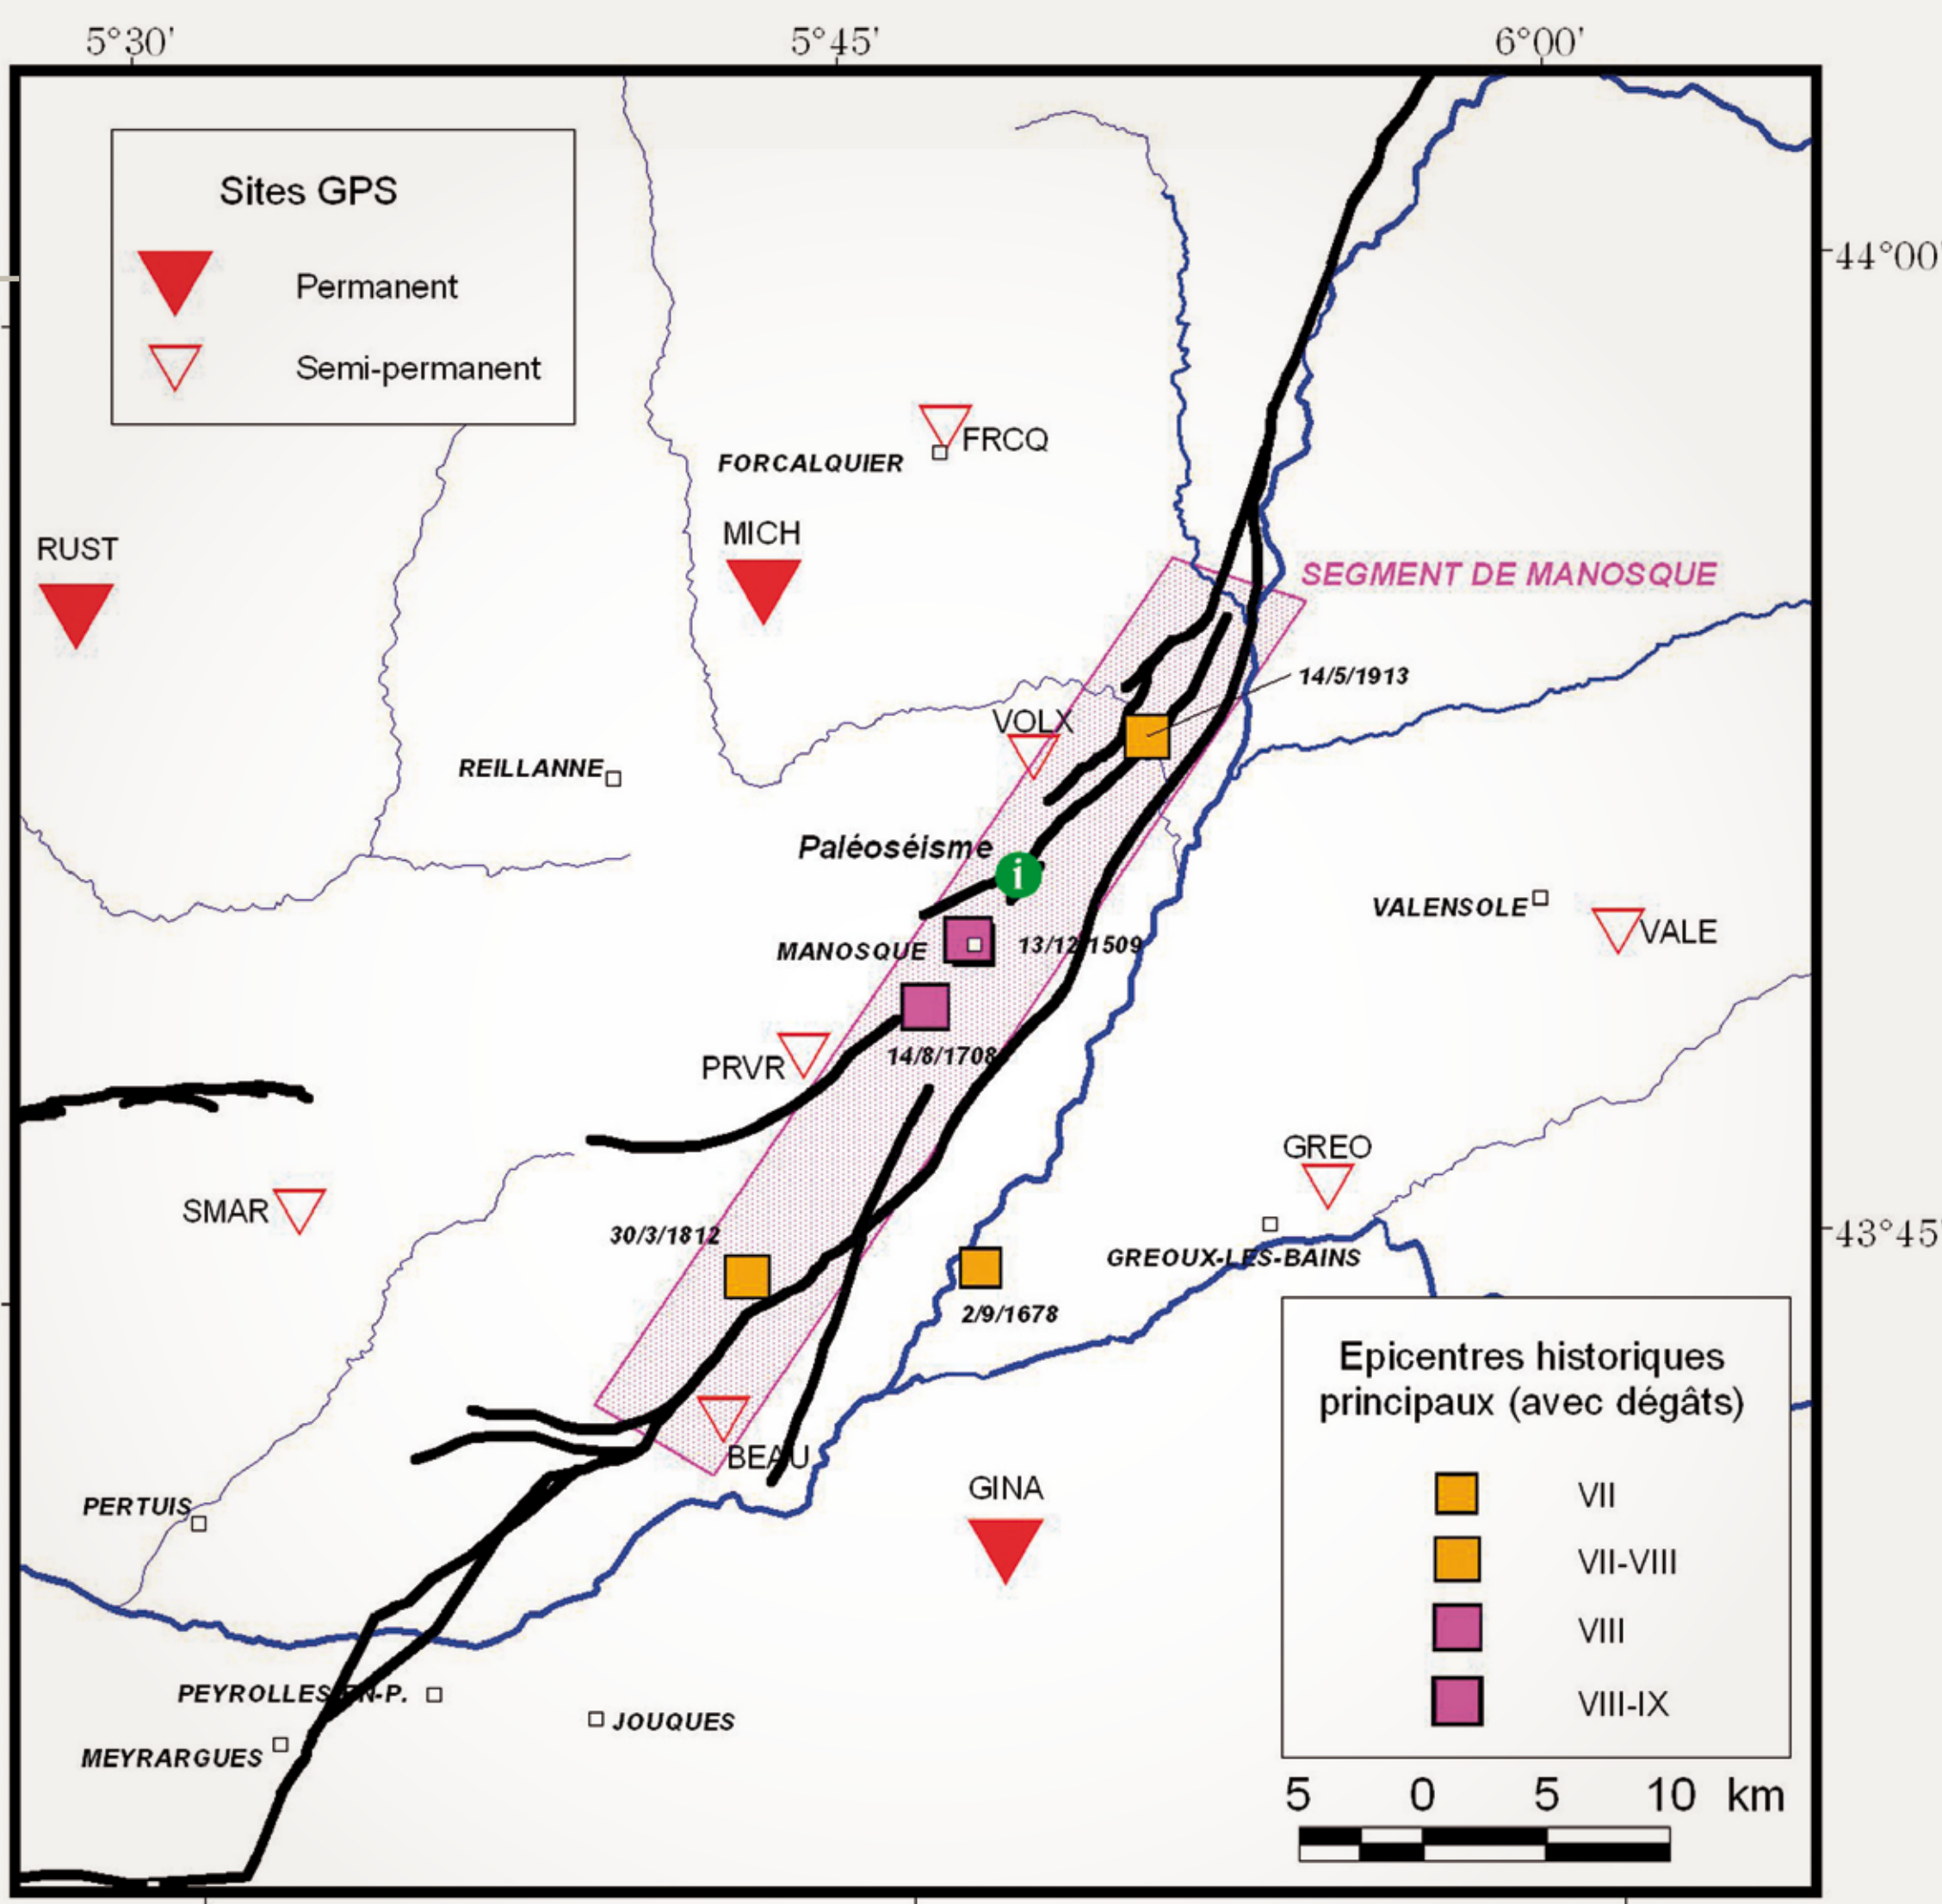 5°30'
5°45'
6°00'
Sites GPS
Permanent
Semi-permanent
44°00'
FRCQ
FORCALQUIER
MICH
RUST
SEGMENT DE MANOSQUE
14/5/1913
VOLX
REILLANNE
Paléoséisme
i
VALENSOLE
VALE
MANOSQUE
13/12/1509
14/8/1708
PRVR
GREO
SMAR
30/3/1812
43°45'
GREOUX-LES-BAINS
2/9/1678
Epicentres historiques
principaux (avec dégâts)
VII
VII-VIII
VIII
VIII-IX
BEAU
GINA
PERTUIS
PEYROLLES-EN-P.
JOUQUES
MEYRARGUES
5 0 5 10 km